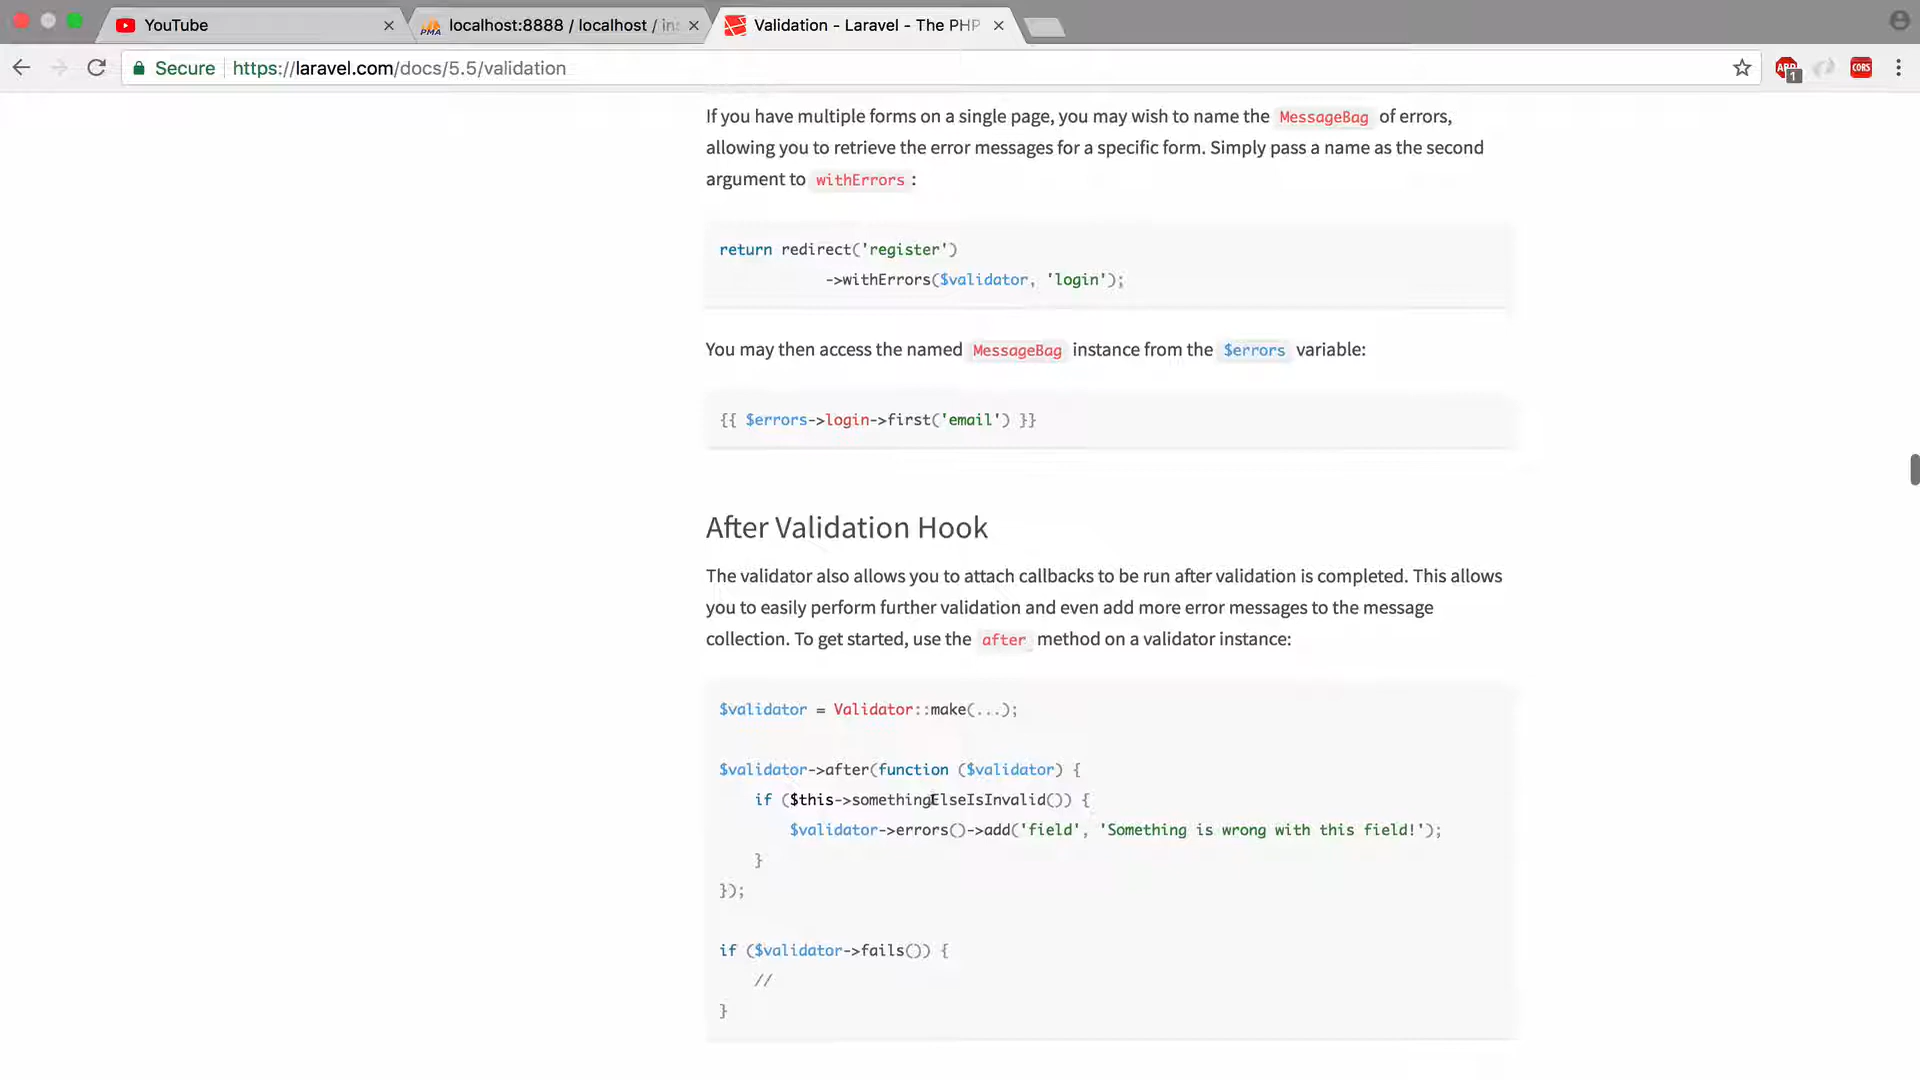 YouTube
localhost:8888 / localhost / in
Validation - Laravel - The PHP
Secure https://laravel.com/docs/5.5/validation
ABP
1
CORS
If you have multiple forms on a single page, you may wish to name the MessageBag of errors,
allowing you to retrieve the error messages for a specific form. Simply pass a name as the second
argument to withErrors :
return redirect('register')
->withErrors($validator, 'login');
You may then access the named MessageBag instance from the $errors variable:
{{ $errors->login->first('email') }}
After Validation Hook
The validator also allows you to attach callbacks to be run after validation is completed. This allows
you to easily perform further validation and even add more error messages to the message
collection. To get started, use the after method on a validator instance:
$validator = Validator::make(...);
$validator->after(function ($validator) {
if ($this->somethingElseIsInvalid()) {
$validator->errors()->add('field', 'Something is wrong with this field!');
}
});
if ($validator->fails()) {
//
}